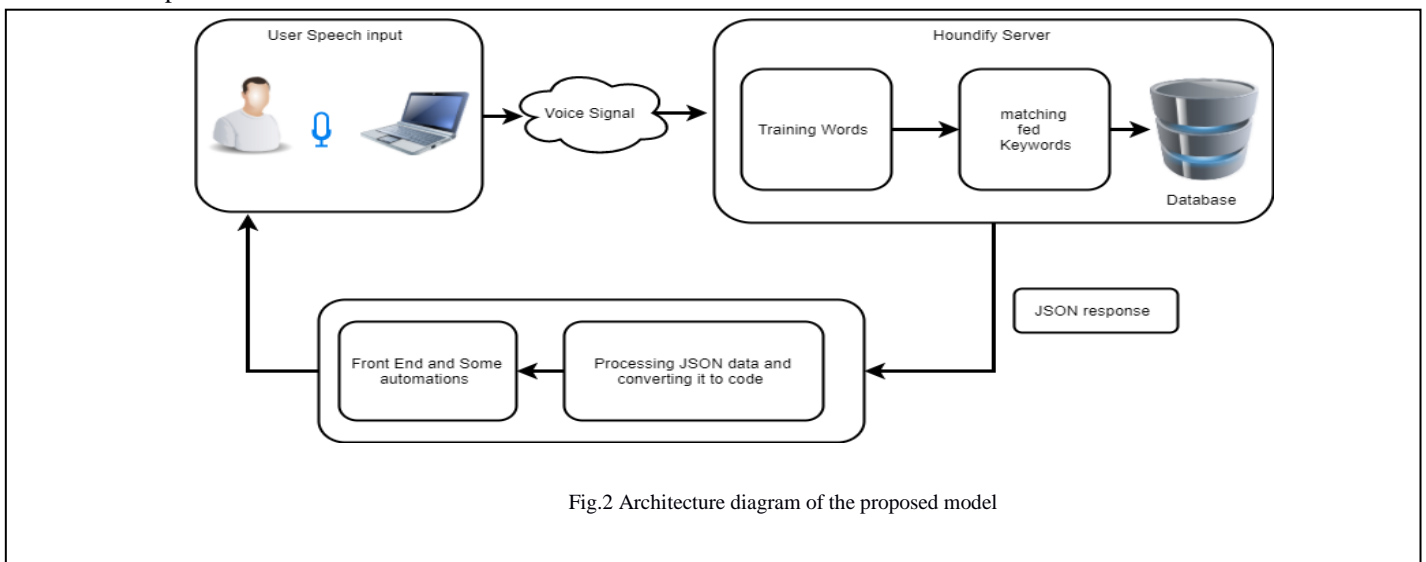 User Speech input
Voice Signal
Houndify Server
Training Words
matching
fed
Keywords
Database
JSON response
Processing JSON data and
converting it to code
Front End and Some
automations
Fig.2 Architecture diagram of the proposed model